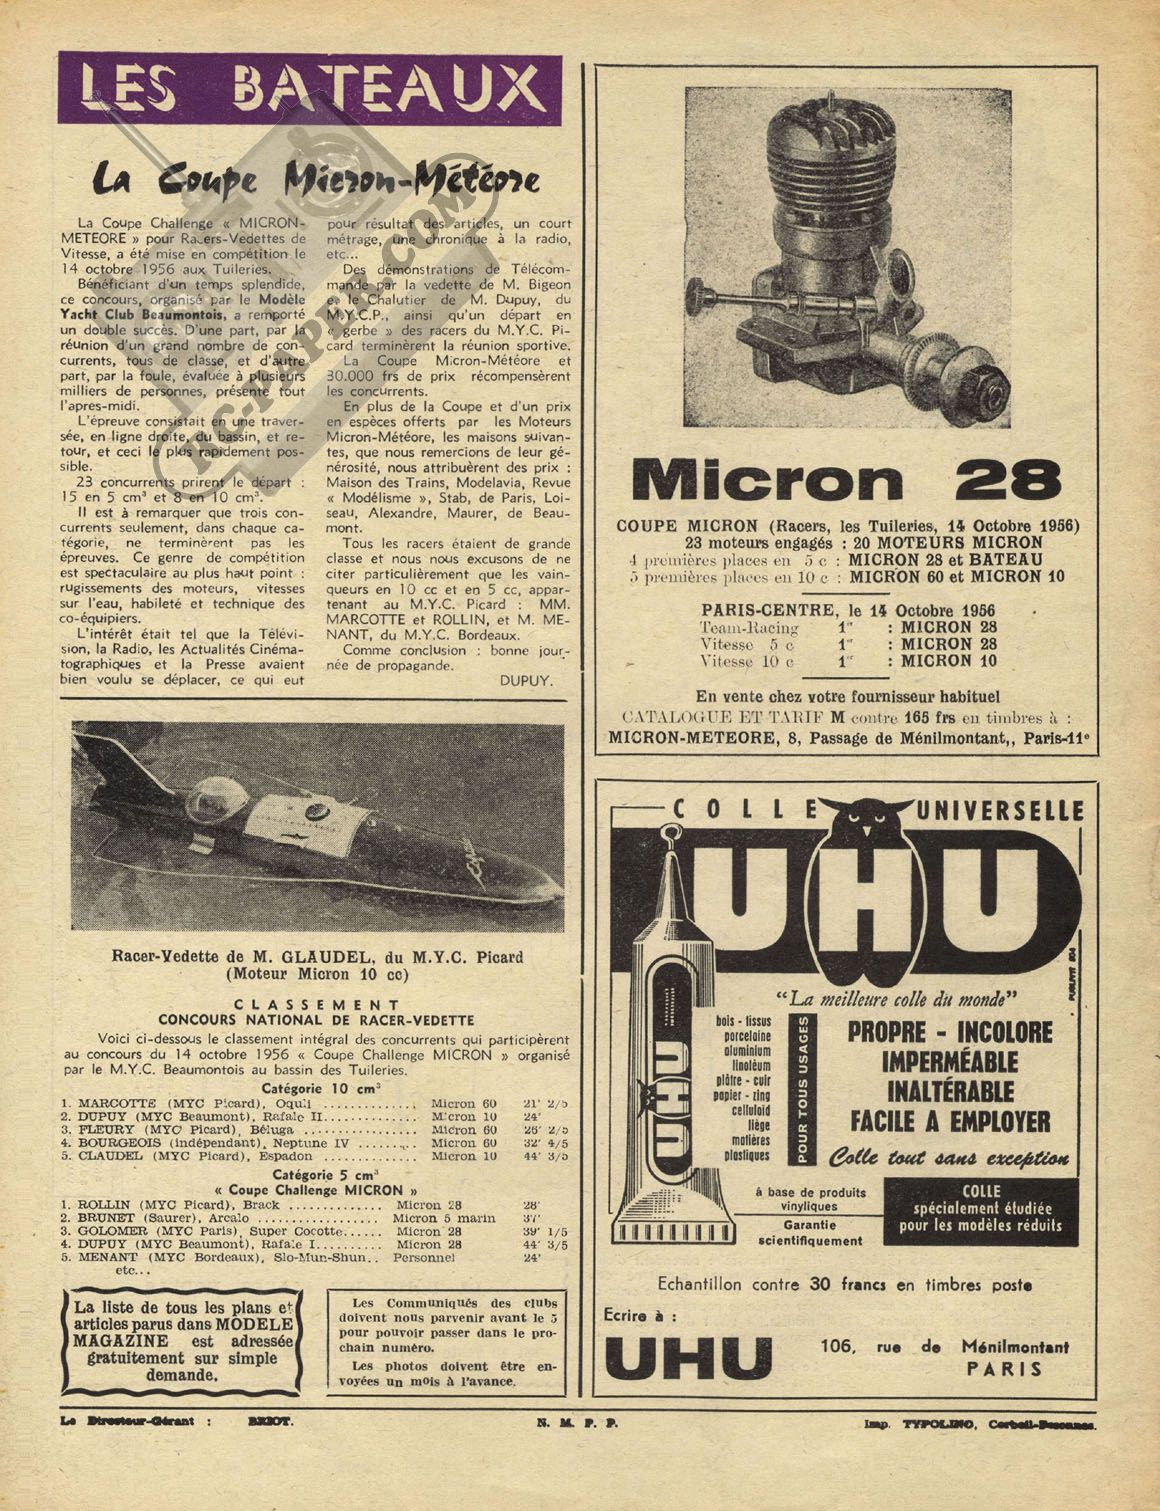 LES BATEAUX
La Coupe Micron-Météore
La Coupe Challenge « MICRON-
METEORE » pour Racers-Vedettes de
Vitesse, a été mise en compétition le
14 octobre 1956 aux Tuileries.
Bénéficiant d'un temps splendide,
ce concours, organisé par le Modèle
Yacht Club Beaumontois, a remporté
un double succès. D'une part, par la
réunion d'un grand nombre de con-
currents, tous de classe, et d'autre
part, par la foule, évaluée à plusieurs
milliers de personnes, présente tout
l'apres-midi.
L'épreuve consistait en une traver-
sée, en ligne droite, du bassin, et re-
tour, et ceci le plus rapidement pos-
sible.
23 concurrents prirent le départ :
15 en 5 cm³ et 8 en 10 cm³.
Il est à remarquer que trois con-
currents seulement, dans chaque ca-
tégorie, ne terminèrent pas les
épreuves. Ce genre de compétition
est spectaculaire au plus haut point :
rugissements des moteurs, vitesses
sur l'eau, habileté et technique des
co-équipiers.
L'intérêt était tel que la Télévi-
sion, la Radio, les Actualités Cinéma-
tographiques et la Presse avaient
bien voulu se déplacer, ce qui eut
pour résultat des articles, un court
métrage, une chronique à la radio,
etc...
Des démonstrations de Télécom-
mande par la vedette de M. Bigeon
et le Chalutier de M. Dupuy, du
M.Y.C.P., ainsi qu'un départ en
« gerbe » des racers du M.Y.C. Pi-
card terminèrent la réunion sportive.
La Coupe Micron-Météore et
30.000 frs de prix récompensèrent
les concurrents.
En plus de la Coupe et d'un prix
en espèces offerts par les Moteurs
Micron-Météore, les maisons suivan-
tes, que nous remercions de leur gé-
nérosité, nous attribuèrent des prix :
Maison des Trains, Modelavia, Revue
« Modélisme », Stab, de Paris, Loi-
seau, Alexandre, Maurer, de Beau-
mont.
Tous les racers étaient de grande
classe et nous nous excusons de ne
citer particulièrement que les vain-
queurs en 10 cc et en 5 cc, appar-
tenant au M.Y.C. Picard : MM.
MARCOTTE et ROLLIN, et M. ME-
NANT, du M.Y.C. Bordeaux.
Comme conclusion : bonne jour-
née de propagande.
DUPUY.
RC-PAPER.COM
Racer-Vedette de M. GLAUDEL, du M.Y.C. Picard
(Moteur Micron 10 cc)
CLASSEMENT
CONCOURS NATIONAL DE RACER-VEDETTE
Voici ci-dessous le classement intégral des concurrents qui participèrent
au concours du 14 octobre 1956 « Coupe Challenge MICRON » organisé
par le M.Y.C. Beaumontois au bassin des Tuileries.
Catégorie 10 cm³
1. MARCOTTE (MYC Picard), Oquli .............. Micron 60 21' 2/5
2. DUPUY (MYC Beaumont), Rafale II.............. Micron 10 24'
3. FLEURY (MYC Picard), Béluga ................. Micron 60 26' 2/5
4. BOURGEOIS (indépendant), Neptune IV ......... Micron 60 32' 4/5
5. CLAUDEL (MYC Picard), Espadon .............. Micron 10 44' 3/5
Catégorie 5 cm³
« Coupe Challenge MICRON »
1. ROLLIN (MYC Picard), Brack .............. Micron 28 28'
2. BRUNET (Saurer), Arcalo .................. Micron 5 marin 37'
3. GOLOMER (MYC Paris), Super Cocotte...... Micron 28 39' 1/5
4. DUPUY (MYC Beaumont), Rafale I.......... Micron 28 44' 3/5
5. MENANT (MYC Bordeaux), Slo-Mun-Shun.. Personnel 24'
etc...
La liste de tous les plans et
articles parus dans MODELE
MAGAZINE est adressée
gratuitement sur simple
demande.
Les Communiqués des clubs
doivent nous parvenir avant le 5
pour pouvoir passer dans le pro-
chain numéro.
Les photos doivent être en-
voyées un mois à l'avance.
Micron 28
COUPE MICRON (Racers, les Tuileries, 14 Octobre 1956)
23 moteurs engagés : 20 MOTEURS MICRON
4 premières places en 5 c : MICRON 28 et BATEAU
5 premières places en 10 c : MICRON 60 et MICRON 10
PARIS-CENTRE, le 14 Octobre 1956
Team-Racing 1er : MICRON 28
Vitesse 5 c 1er : MICRON 28
Vitesse 10 c 1er : MICRON 10
En vente chez votre fournisseur habituel
CATALOGUE ET TARIF M contre 165 frs en timbres à :
MICRON-METEORE, 8, Passage de Ménilmontant,, Paris-11e
COLLE UNIVERSELLE
UHU
UHU
PUBLIVIT 804
"La meilleure colle du monde"
bois - tissus
porcelaine
aluminium
linoléum
plâtre - cuir
papier - zing
celluloid
liège
matières
plastiques
POUR TOUS USAGES
PROPRE - INCOLORE
IMPERMÉABLE
INALTÉRABLE
FACILE A EMPLOYER
Colle tout sans exception
á base de produits
vinyliques
Garantie
scientifiquement
COLLE
spécialement étudiée
pour les modèles réduits
Echantillon contre 30 francs en timbres poste
Ecrire à :
UHU 106, rue de Ménilmontant
PARIS
Le Directeur-Gérant : BRIOT. N. M. P. P. Imp. TYPOLINO, Corbeil-Essonnes.